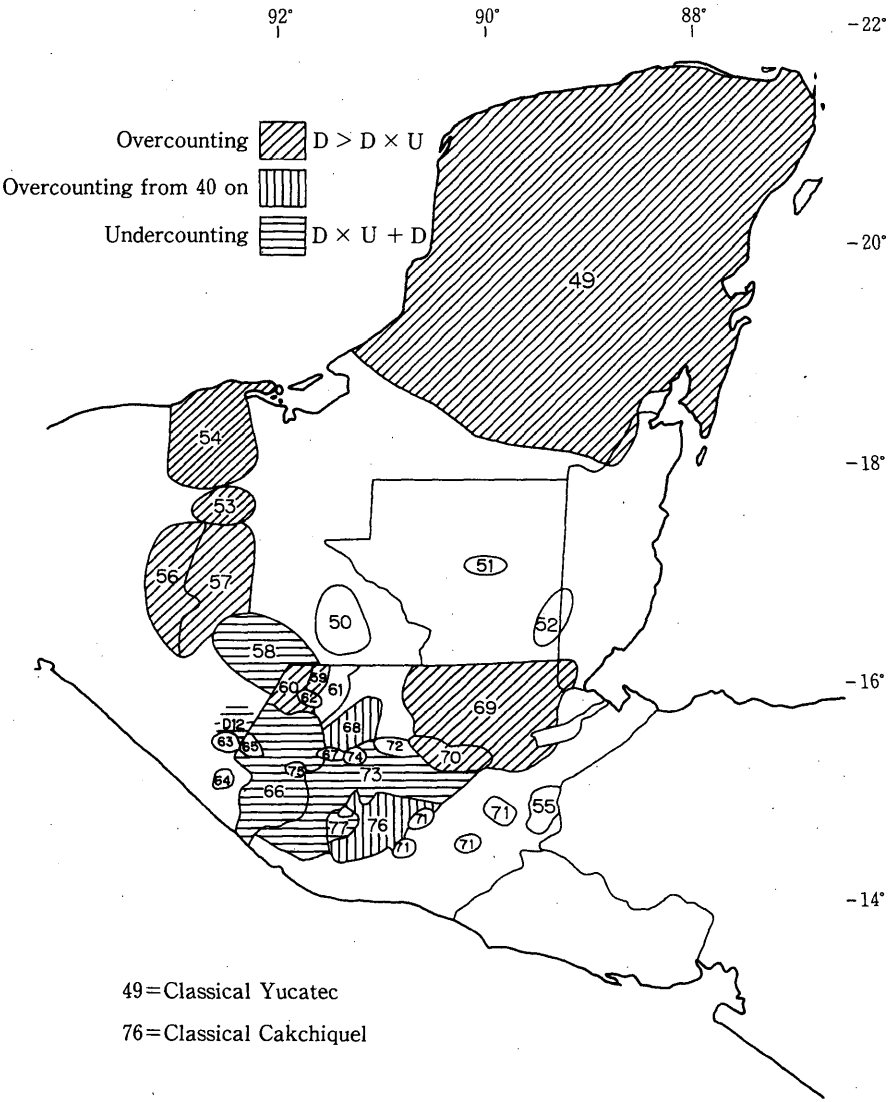 92° 90° 88°
-22°
Overcounting D > D × U
Overcounting from 40 on
Undercounting D × U + D
-20°
49
54
-18°
53
51
56 57
50 52
58
-16°
59
60 61
62
69
-D12- 68
63 65 72
67 74 70
75 73
64
66
71 55
77 76 71
71 71
-14°
49=Classical Yucatec
76=Classical Cakchiquel